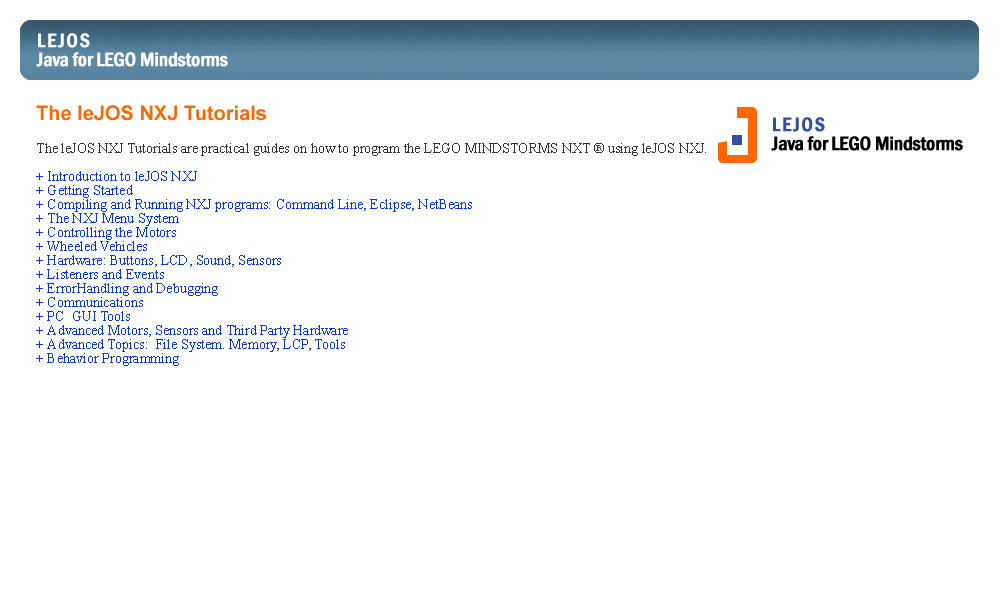 LEJOS
Java for LEGO Mindstorms
The leJOS NXJ Tutorials
LEJOS
Java for LEGO Mindstorms
The leJOS NXJ Tutorials are practical guides on how to program the LEGO MINDSTORMS NXT ® using leJOS NXJ.
+ Introduction to leJOS NXJ
+ Getting Started
+ Compiling and Running NXJ programs: Command Line, Eclipse, NetBeans
+ The NXJ Menu System
+ Controlling the Motors
+ Wheeled Vehicles
+ Hardware: Buttons, LCD, Sound, Sensors
+ Listeners and Events
+ ErrorHandling and Debugging
+ Communications
+ PC GUI Tools
+ Advanced Motors, Sensors and Third Party Hardware
+ Advanced Topics: File System. Memory, LCP, Tools
+ Behavior Programming